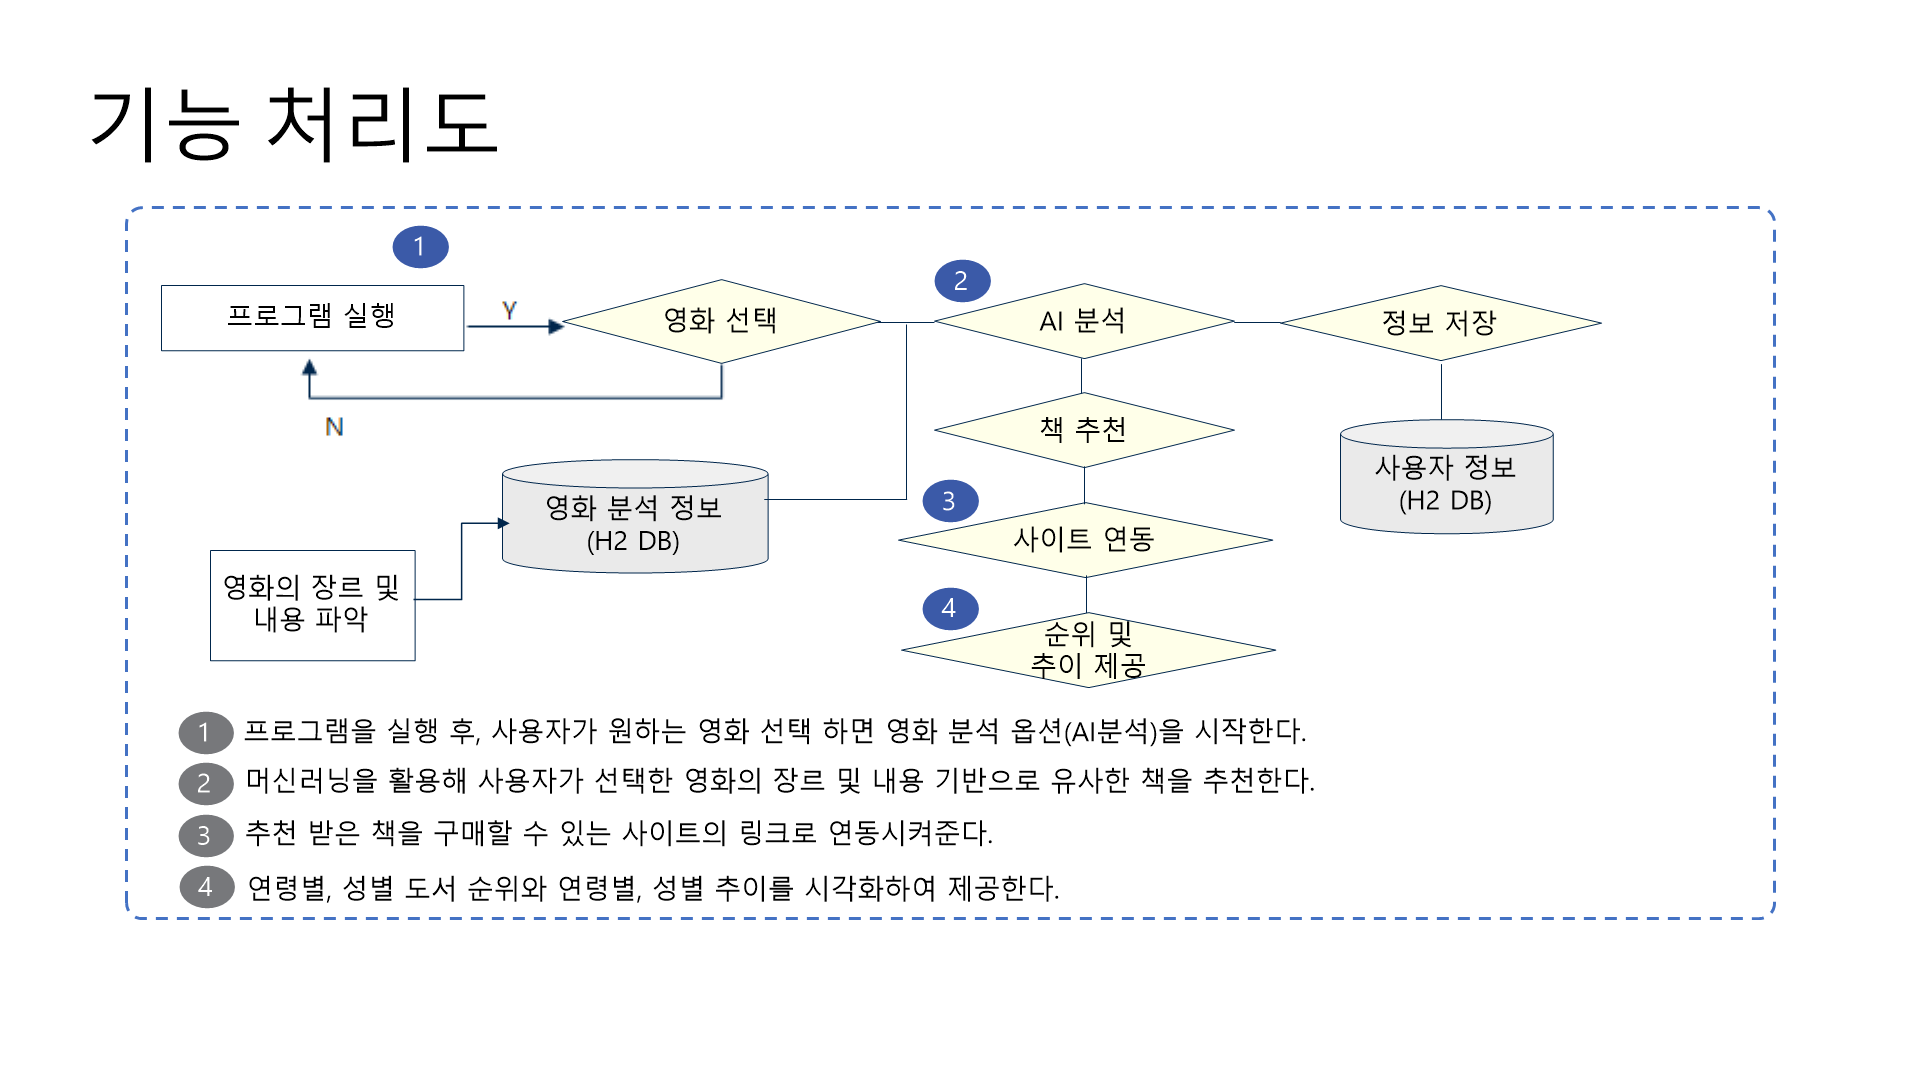 기능 처리도
1
프로그램 실행
Y
영화 선택
2
AI 분석
정보 저장
N
책 추천
사용자 정보
(H2 DB)
영화 분석 정보
(H2 DB)
3
사이트 연동
영화의 장르 및
내용 파악
4
순위 및
추이 제공
1 프로그램을 실행 후, 사용자가 원하는 영화 선택 하면 영화 분석 옵션(AI분석)을 시작한다.
2 머신러닝을 활용해 사용자가 선택한 영화의 장르 및 내용 기반으로 유사한 책을 추천한다.
3 추천 받은 책을 구매할 수 있는 사이트의 링크로 연동시켜준다.
4 연령별, 성별 도서 순위와 연령별, 성별 추이를 시각화하여 제공한다.